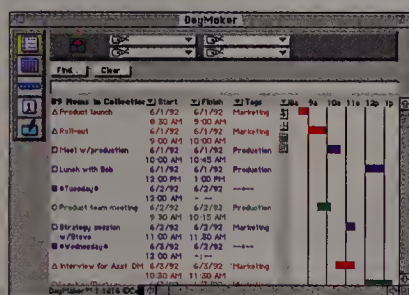 DayMaker
Find... Clear
89 Items in Collection Start Finish Tags 8a 9a 10a 11a 12p 1p
Product launch 6/1/92 6/1/92 Marketing
8:30 AM 9:00 AM
Roll-out 6/1/92 6/1/92 Marketing
9:00 AM 10:00 AM
Meet w/production 6/1/92 6/1/92 Production
10:00 AM 10:45 AM
Lunch with Bob 6/1/92 6/1/92 Production
12:00 PM 1:00 PM
•Tuesday• 6/2/92 6/2/92
12:00 AM
Product team meeting 6/2/92 6/2/92 Production
9:30 AM 10:15 AM
Strategy session 6/2/92 6/2/92 Marketing
w/Steve 11:00 AM 11:30 AM
•Wednesday• 6/3/92 6/3/92
12:00 AM
Interview for Asst DM 6/3/92 6/3/92 Marketing
10:30 AM 11:30 AM
DayMaker™